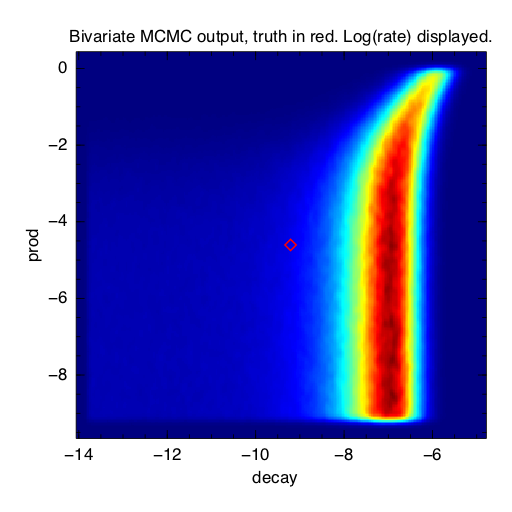 Bivariate MCMC output, truth in red. Log(rate) displayed.
0
−2
−4
−6
−8
prod
−14 −12 −10 −8 −6
decay